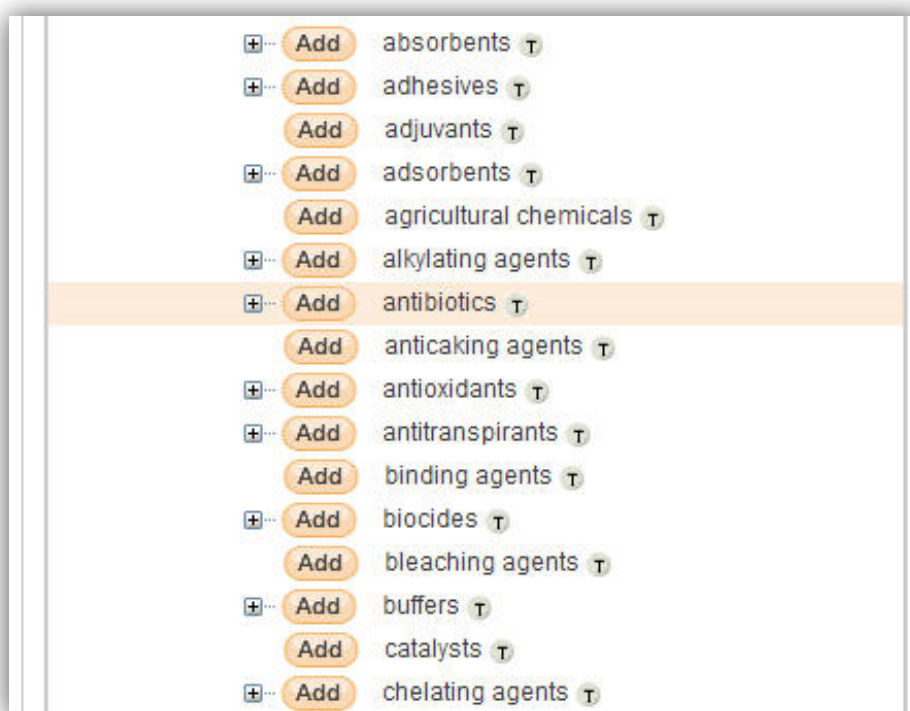 Add absorbents T
Add adhesives T
Add adjuvants T
Add adsorbents T
Add agricultural chemicals T
Add alkylating agents T
Add antibiotics T
Add anticaking agents T
Add antioxidants T
Add antitranspirants T
Add binding agents T
Add biocides T
Add bleaching agents T
Add buffers T
Add catalysts T
Add chelating agents T